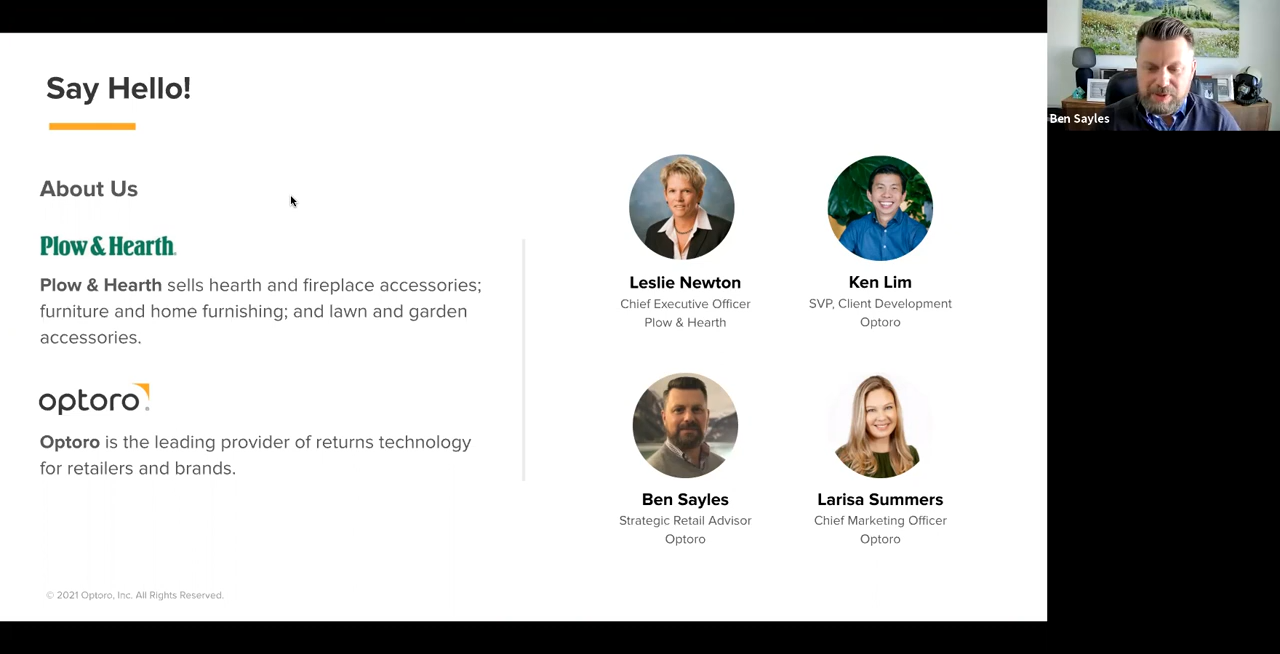 Say Hello!
About Us
Plow & Hearth
Plow & Hearth sells hearth and fireplace accessories;
furniture and home furnishing; and lawn and garden
accessories.
optoro
Optoro is the leading provider of returns technology
for retailers and brands.
© 2021 Optoro, Inc. All Rights Reserved.
Leslie Newton
Chief Executive Officer
Plow & Hearth
Ken Lim
SVP, Client Development
Optoro
Ben Sayles
Strategic Retail Advisor
Optoro
Larisa Summers
Chief Marketing Officer
Optoro
Ben Sayles